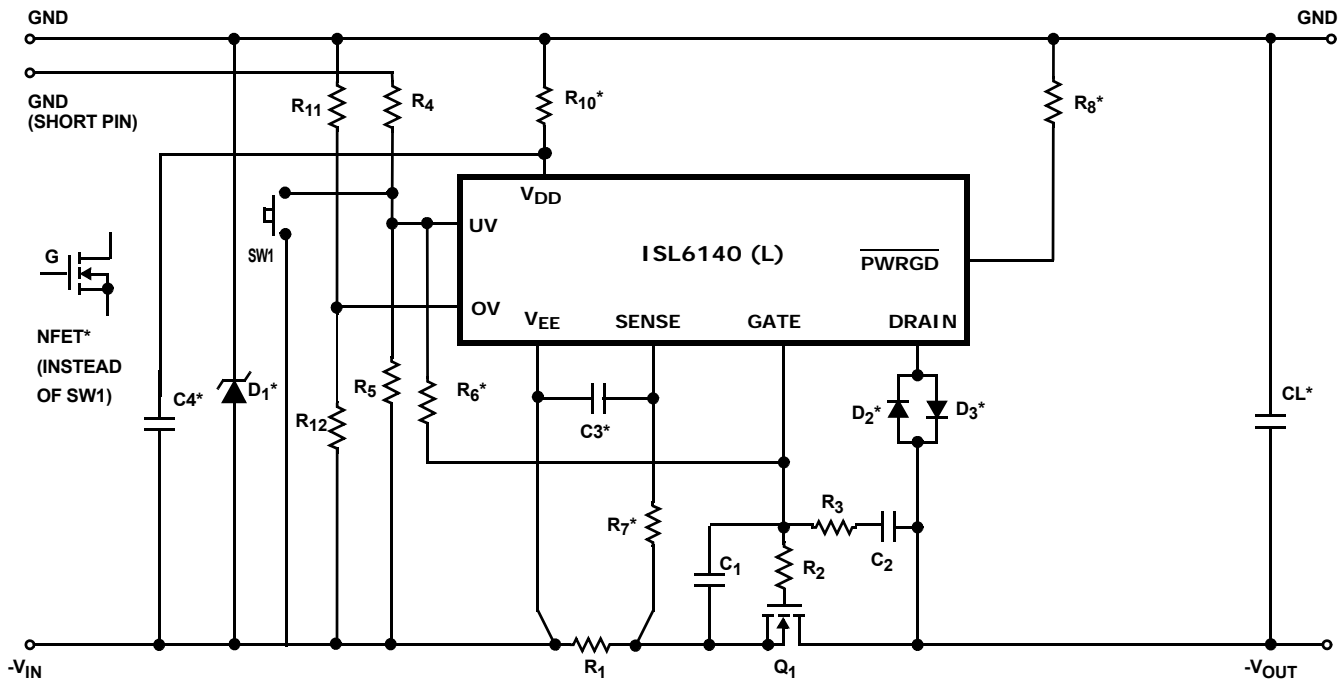 GND
GND
GND
(SHORT PIN)
R11
R4
R10*
R8*
VDD
UV
SW1
ISL6140 (L)
PWRGD
G
OV
VEE
SENSE
GATE
DRAIN
NFET*
(INSTEAD
OF SW1)
C4*
D1*
R5
R6*
R12
C3*
D2*
D3*
CL*
R7*
R3
C1
R2
C2
-VIN
R1
Q1
-VOUT